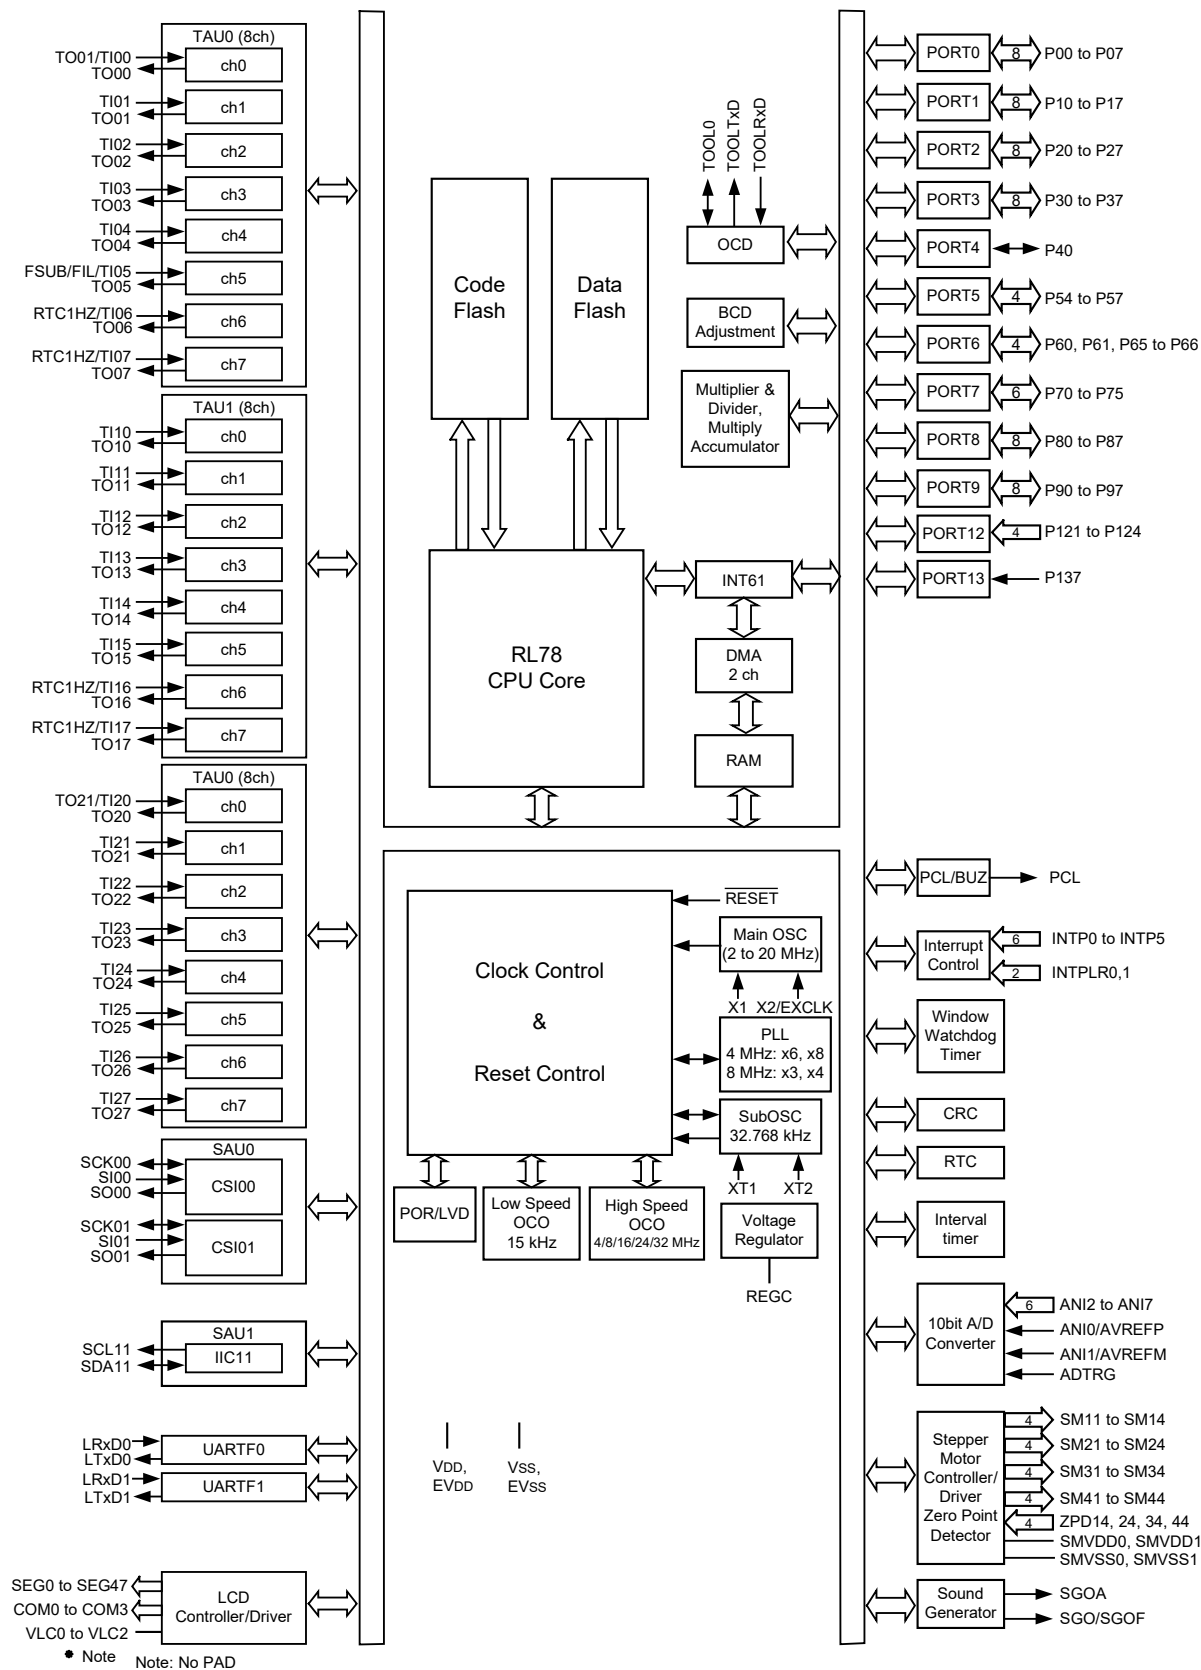 TAU0 (8ch)
TO01/TI00
TO00
ch0
TI01
TO01
ch1
TI02
TO02
ch2
TI03
TO03
ch3
TI04
TO04
ch4
FSUB/FIL/TI05
TO05
ch5
RTC1HZ/TI06
TO06
ch6
RTC1HZ/TI07
TO07
ch7
TAU1 (8ch)
TI10
TO10
ch0
TI11
TO11
ch1
TI12
TO12
ch2
TI13
TO13
ch3
TI14
TO14
ch4
TI15
TO15
ch5
RTC1HZ/TI16
TO16
ch6
RTC1HZ/TI17
TO17
ch7
TAU0 (8ch)
TO21/TI20
TO20
ch0
TI21
TO21
ch1
TI22
TO22
ch2
TI23
TO23
ch3
TI24
TO24
ch4
TI25
TO25
ch5
TI26
TO26
ch6
TI27
TO27
ch7
SAU0
SCK00
SI00
SO00
CSI00
SCK01
SI01
SO01
CSI01
SAU1
SCL11
SDA11
IIC11
LRxD0
LTxD0
UARTF0
LRxD1
LTxD1
UARTF1
SEG0 to SEG47
COM0 to COM3
VLC0 to VLC2
LCD
Controller/Driver
Note
Note: No PAD
Code
Flash
Data
Flash
TOOL0
TOOLTxD
TOOLRxD
OCD
BCD
Adjustment
Multiplier &
Divider,
Multiply
Accumulator
RL78
CPU Core
INT61
DMA
2 ch
RAM
Clock Control
&
Reset Control
RESET
Main OSC
(2 to 20 MHz)
X1
X2/EXCLK
PLL
4 MHz: x6, x8
8 MHz: x3, x4
SubOSC
32.768 kHz
XT1
XT2
POR/LVD
Low Speed
OCO
15 kHz
High Speed
OCO
4/8/16/24/32 MHz
Voltage
Regulator
REGC
VDD,
EVDD
VSS,
EVSS
PORT0
8
P00 to P07
PORT1
8
P10 to P17
PORT2
8
P20 to P27
PORT3
8
P30 to P37
PORT4
P40
PORT5
4
P54 to P57
PORT6
4
P60, P61, P65 to P66
PORT7
6
P70 to P75
PORT8
8
P80 to P87
PORT9
8
P90 to P97
PORT12
4
P121 to P124
PORT13
P137
PCL/BUZ
PCL
Interrupt
Control
6
INTP0 to INTP5
2
INTPLR0,1
Window
Watchdog
Timer
CRC
RTC
Interval
timer
10bit A/D
Converter
6
ANI2 to ANI7
ANI0/AVREFP
ANI1/AVREFM
ADTRG
Stepper
Motor
Controller/
Driver
Zero Point
Detector
4
SM11 to SM14
4
SM21 to SM24
4
SM31 to SM34
4
SM41 to SM44
4
ZPD14, 24, 34, 44
SMVDD0, SMVDD1
SMVSS0, SMVSS1
Sound
Generator
SGOA
SGO/SGOF